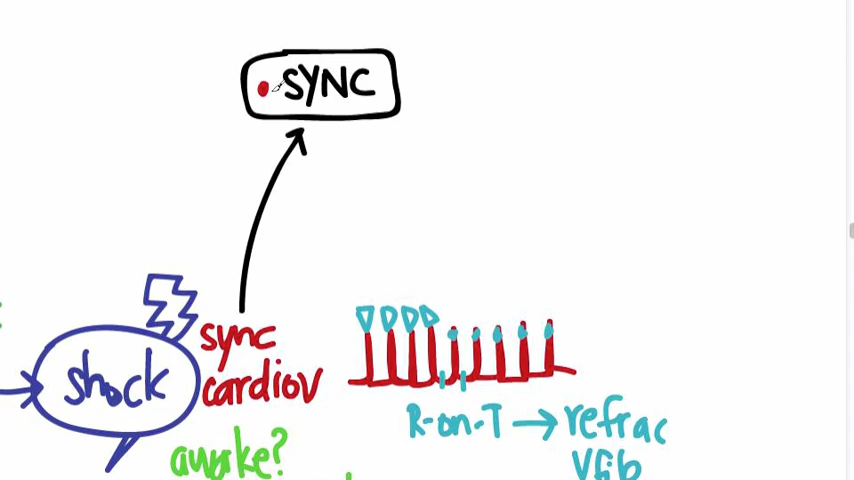 SYNC
sync
cardiov
shock
R-on-T → refrac
Vfib
awake?